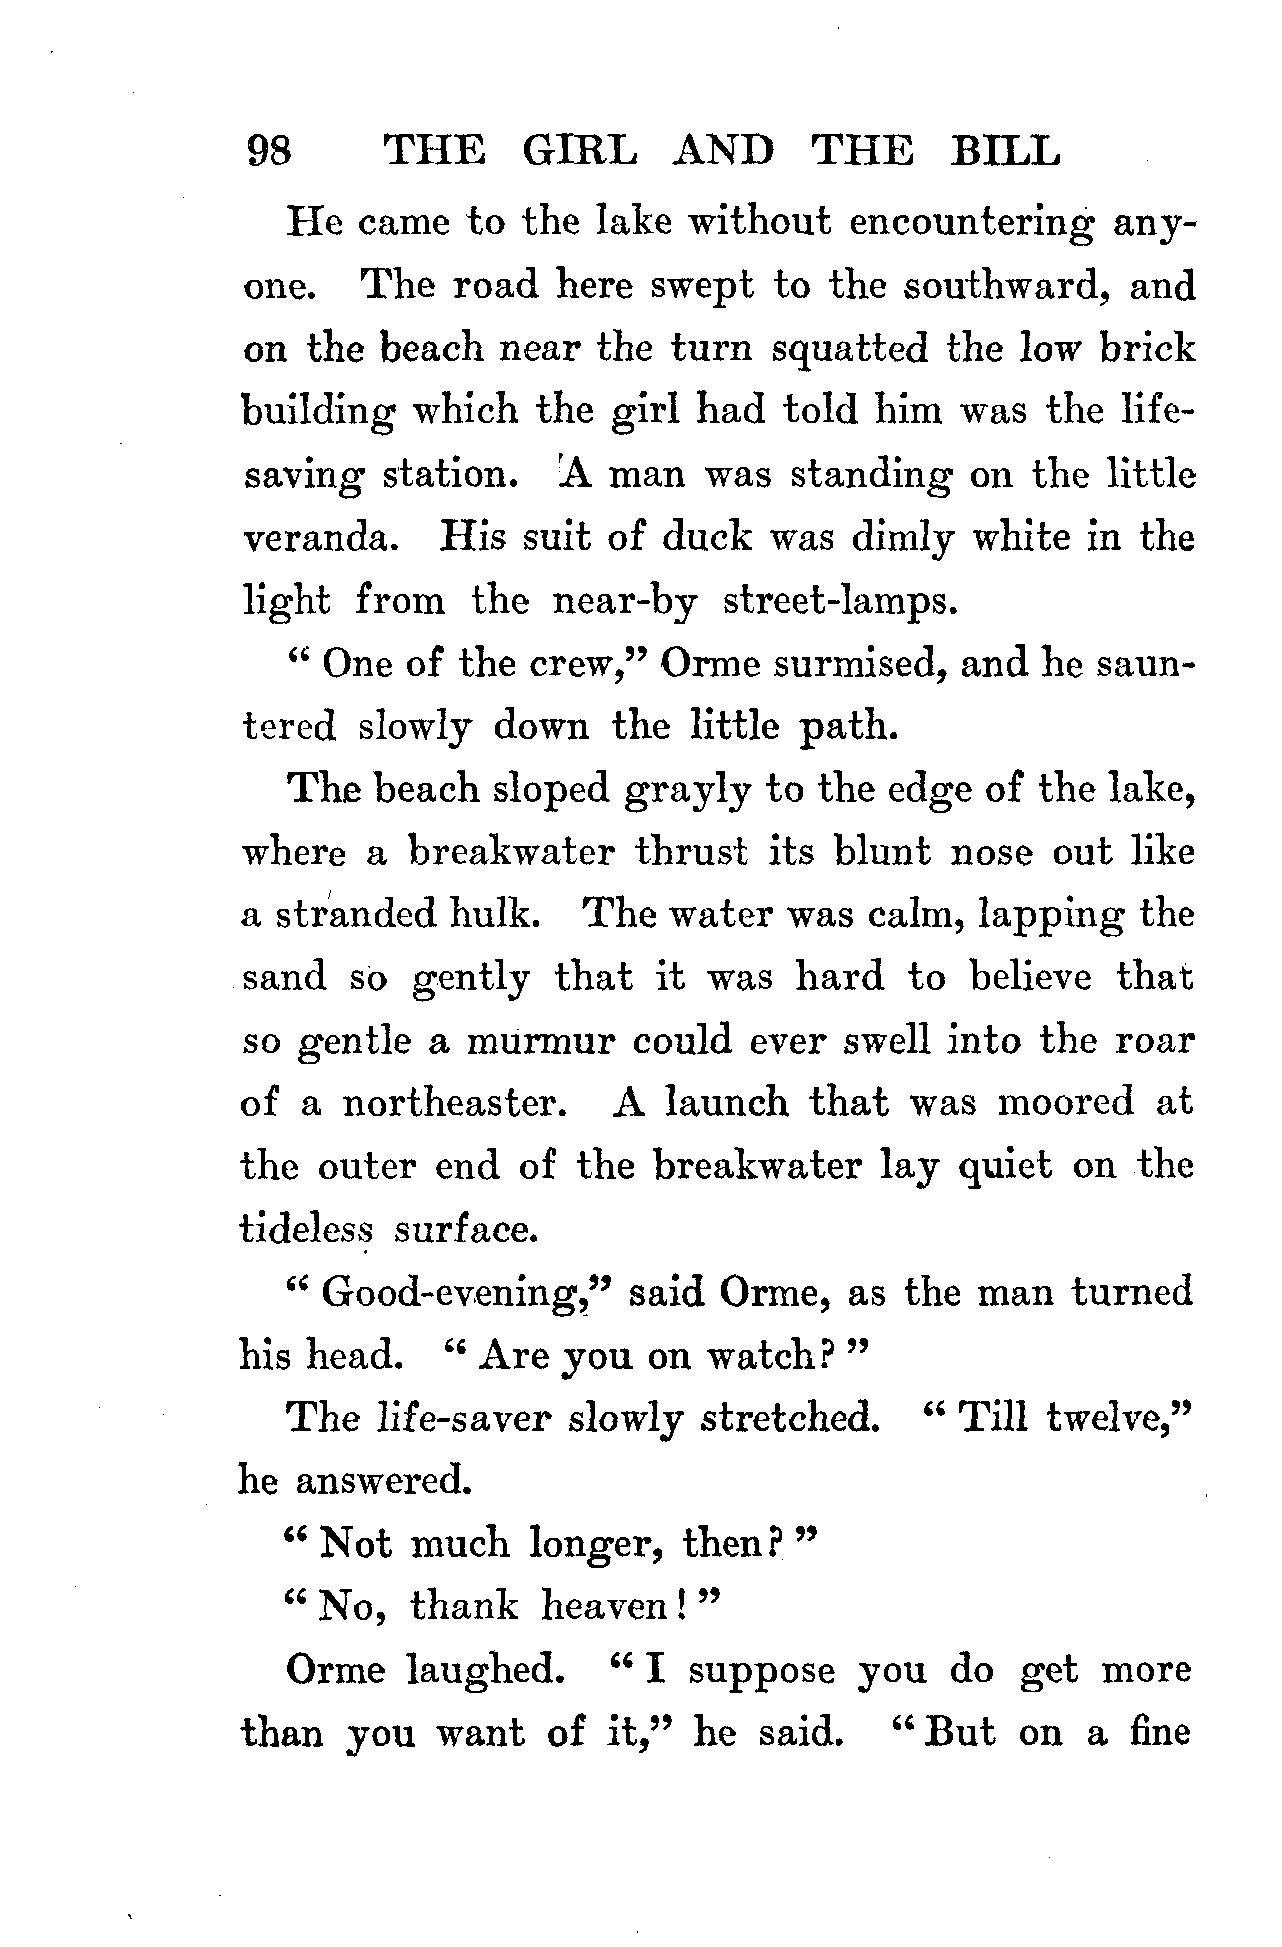 98 THE GIRL AND THE BILL
He came to the lake without encountering any-
one. The road here swept to the southward, and
on the beach near the turn squatted the low brick
building which the girl had told him was the life-
saving station. A man was standing on the little
veranda. His suit of duck was dimly white in the
light from the near-by street-lamps.
" One of the crew," Orme surmised, and he saun-
tered slowly down the little path.
The beach sloped grayly to the edge of the lake,
where a breakwater thrust its blunt nose out like
a stranded hulk. The water was calm, lapping the
sand so gently that it was hard to believe that
so gentle a murmur could ever swell into the roar
of a northeaster. A launch that was moored at
the outer end of the breakwater lay quiet on the
tideless surface.
" Good-evening," said Orme, as the man turned
his head. " Are you on watch? "
The life-saver slowly stretched. " Till twelve,"
he answered.
" Not much longer, then? "
" No, thank heaven! "
Orme laughed. " I suppose you do get more
than you want of it," he said. " But on a fine